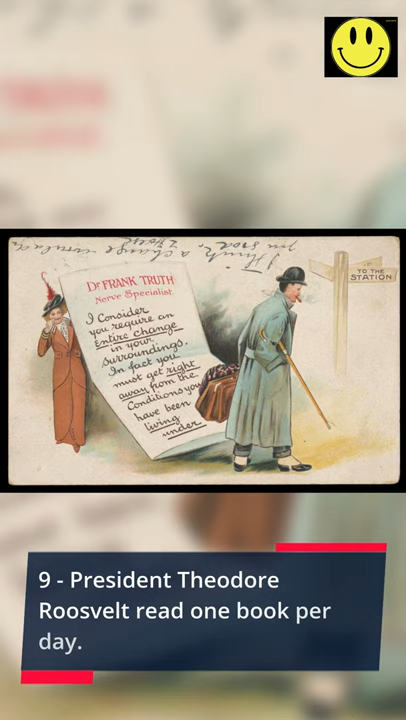 Dr FRANK TRUTH
Nerve Specialist.
I Consider
you require an
Entire Change
in your
surroundings.
In fact you
must get right
away from the
Conditions you
have been
living
under.
TO THE
STATION
9 - President Theodore
Roosvelt read one book per
day.